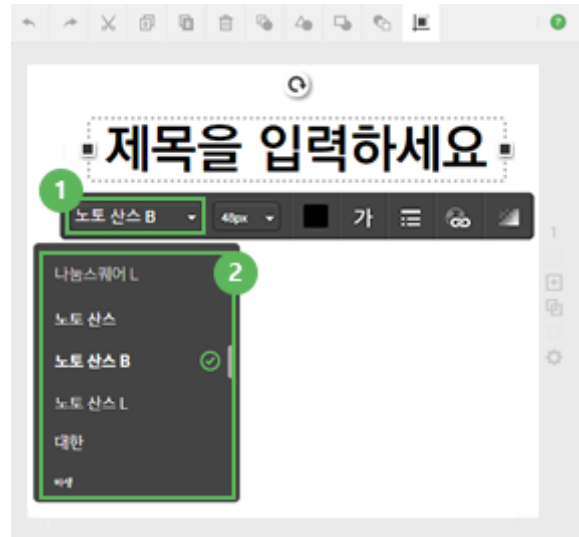 ?
제목을 입력하세요
1
노토 산스 B
48px
가
2
나눔스퀘어 L
노토 산스
노토 산스 B
노토 산스 L
대한
1